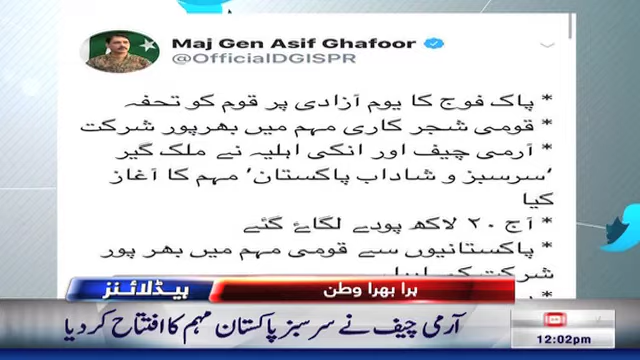 Maj Gen Asif Ghafoor
@OfficialDGISPR
* پاک فوج کا یوم آزادی پر قوم کو تحفہ
* قومی شجر کاری مہم میں بھرپور شرکت
* آرمی چیف اور انکی اہلیہ نے ملک گیر
'سرسبز و شاداب پاکستان' مہم کا آغاز
کیا
* آج ۲۰ لاکھ پودے لگائے گئے
* پاکستانیوں سے قومی مہم میں بھر پور
شرکت کی
ہرا بھرا وطن
ہیڈلائنز
آرمی چیف نے سرسبز پاکستان مہم کا افتتاح کردیا
12:02pm